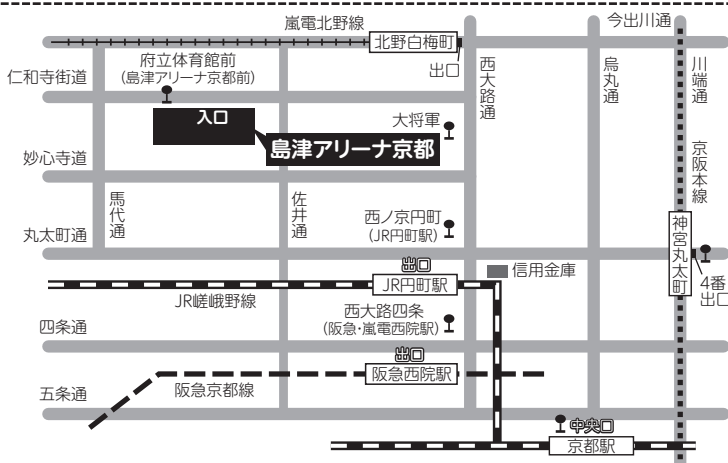 嵐電北野線
今出川通
北野白梅町
出口
仁和寺街道
府立体育館前
(島津アリーナ京都前)
西大路通
烏丸通
川端通
入口
大将軍
島津アリーナ京都
妙心寺道
京阪本線
馬代通
佐井通
西ノ京円町
(JR円町駅)
丸太町通
神宮丸太町
4番
出口
出口
JR円町駅
信用金庫
JR嵯峨野線
西大路四条
(阪急・嵐電西院駅)
四条通
出口
阪急西院駅
阪急京都線
五条通
中央口
京都駅